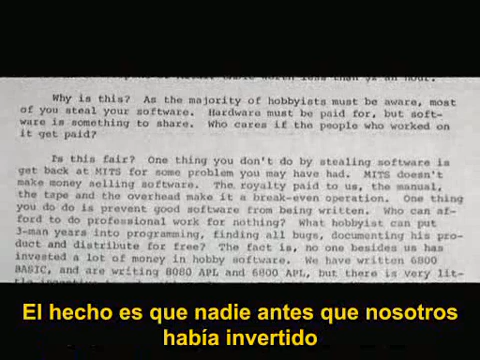 Why is this? As the majority of hobbyists must be aware, most
of you steal your software. Hardware must be paid for, but soft-
ware is something to share. Who cares if the people who worked on
it get paid?
Is this fair? One thing you don't do by stealing software is
get back at MITS for some problem you may have had. MITS doesn't
make money selling software. The royalty paid to us, the manual,
the tape and the overhead make it a break-even operation. One thing
you do do is prevent good software from being written. Who can af-
ford to do professional work for nothing? What hobbyist can put
3-man years into programming, finding all bugs, documenting his pro-
duct and distribute for free? The fact is, no one besides us has
invested a lot of money in hobby software. We have written 6800
BASIC, and are writing 8080 APL and 6800 APL, but there is very lit-
El hecho es que nadie antes que nosotros
había invertido